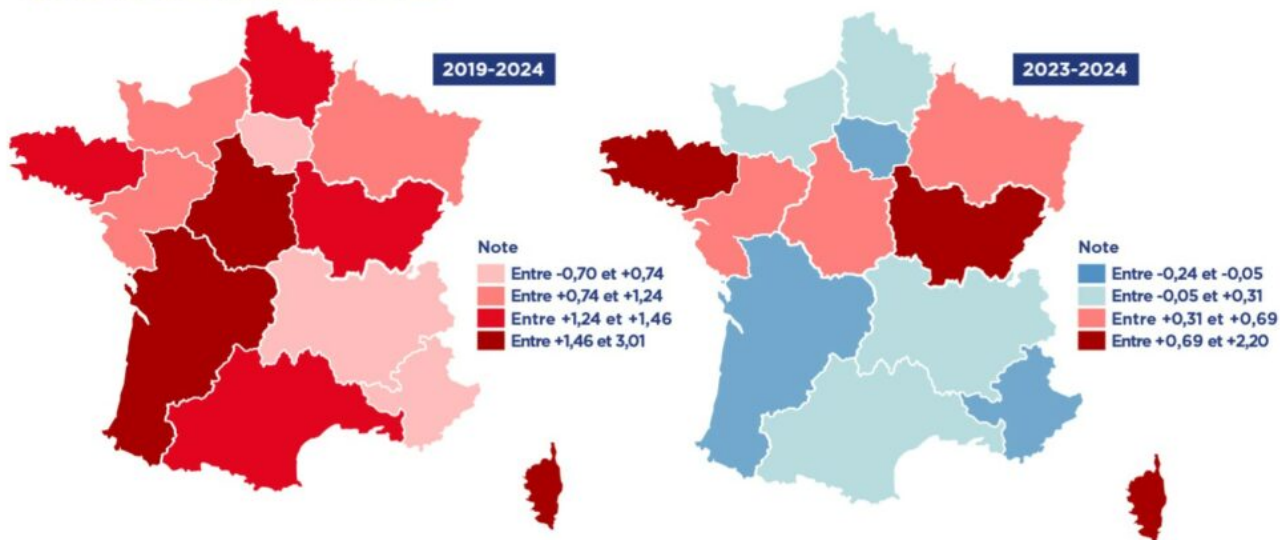 2019-2024
Note
Entre -0,70 et +0,74
Entre +0,74 et +1,24
Entre +1,24 et +1,46
Entre +1,46 et 3,01
2023-2024
Note
Entre -0,24 et -0,05
Entre -0,05 et +0,31
Entre +0,31 et +0,69
Entre +0,69 et +2,20